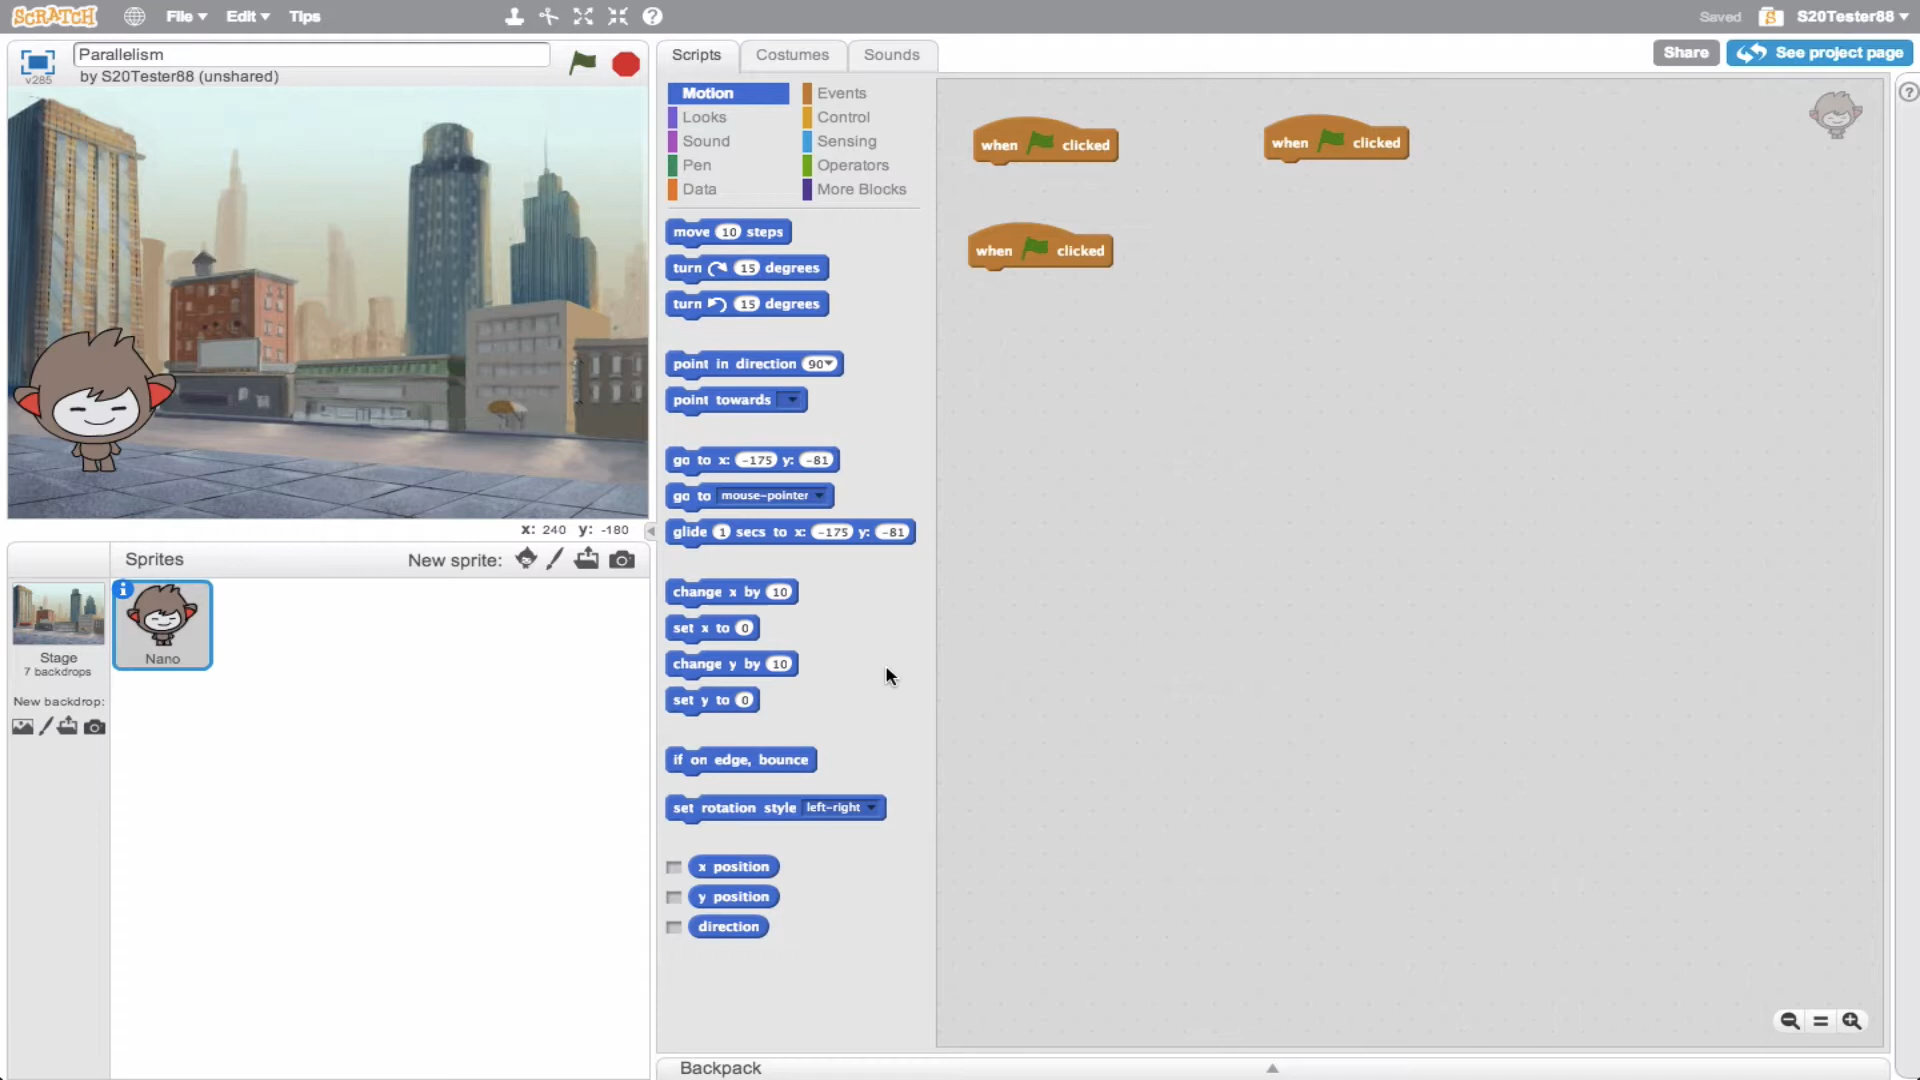 SCRATCH File Edit Tips Saved S20Tester88
v285 Parallelism
by S20Tester88 (unshared)
Scripts Costumes Sounds Share See project page
Motion Events
Looks Control
Sound Sensing
Pen Operators
Data More Blocks
move 10 steps
turn 15 degrees
turn 15 degrees
point in direction 90
point towards
go to x: -175 y: -81
go to mouse-pointer
glide 1 secs to x: -175 y: -81
change x by 10
set x to 0
change y by 10
set y to 0
if on edge, bounce
set rotation style left-right
x position
y position
direction
when clicked
when clicked
when clicked
x: 240 y: -180
Sprites New sprite:
Stage
7 backdrops
Nano
New backdrop:
Backpack